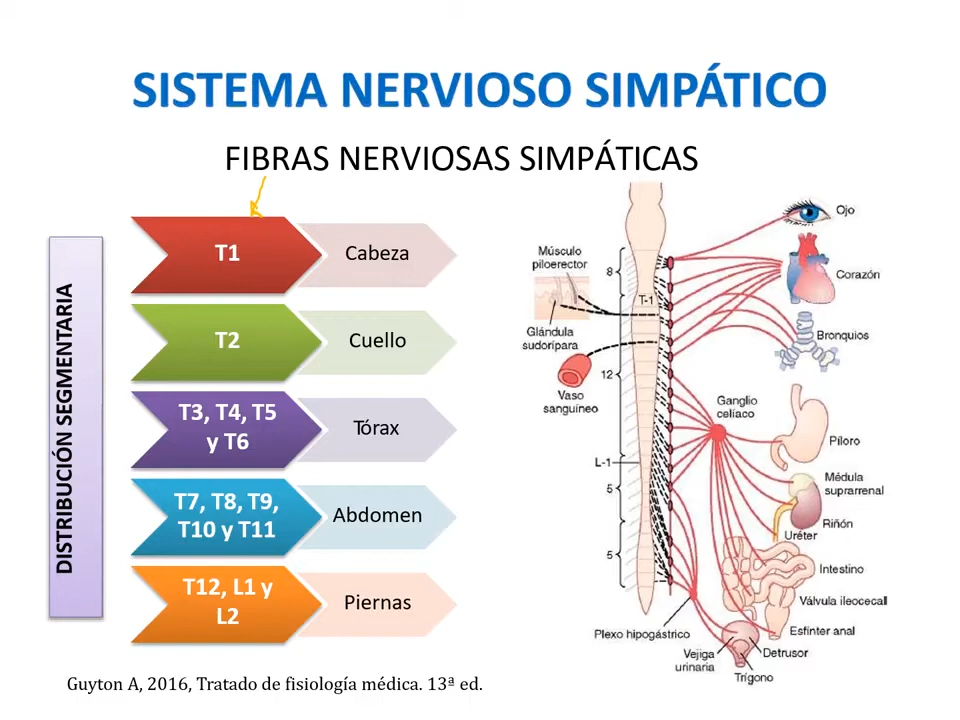 SISTEMA NERVIOSO SIMPÁTICO
FIBRAS NERVIOSAS SIMPÁTICAS
DISTRIBUCIÓN SEGMENTARIA
T1
Cabeza
T2
Cuello
T3, T4, T5
y T6
Tórax
T7, T8, T9,
T10 y T11
Abdomen
T12, L1 y
L2
Piernas
Músculo
piloerector
Glándula
sudorípara
Vaso
sanguíneo
8
T-1
12
L-1
5
5
Ojo
Corazón
Bronquios
Ganglio
celíaco
Píloro
Médula
suprarrenal
Riñón
Uréter
Intestino
Válvula ileocecal
Esfínter anal
Detrusor
Trígono
Vejiga
urinaria
Plexo hipogástrico
Guyton A, 2016, Tratado de fisiología médica. 13ª ed.